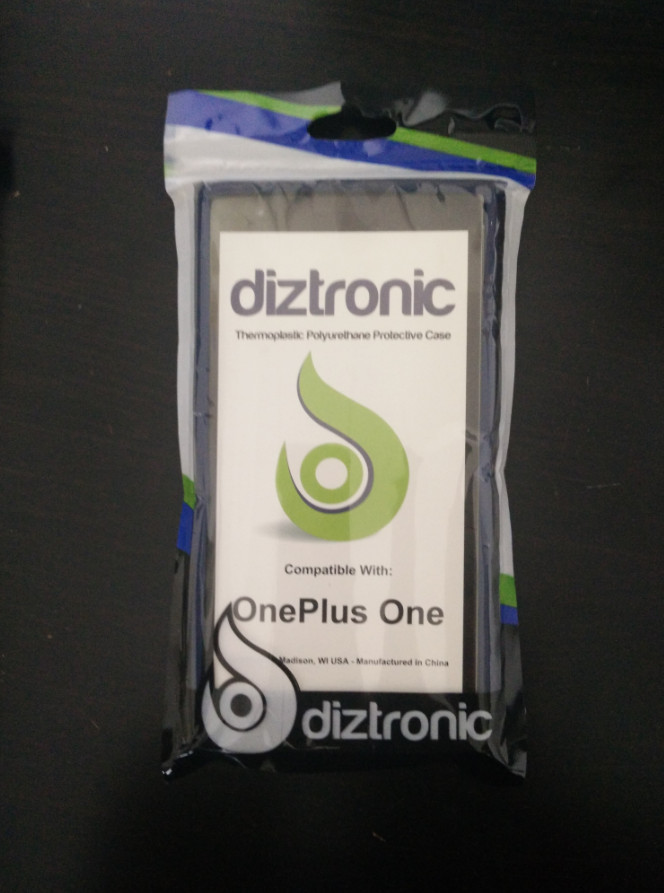 diztronic
Thermoplastic Polyurethane Protective Case
Compatible With:
OnePlus One
Madison, WI USA - Manufactured in China
diztronic